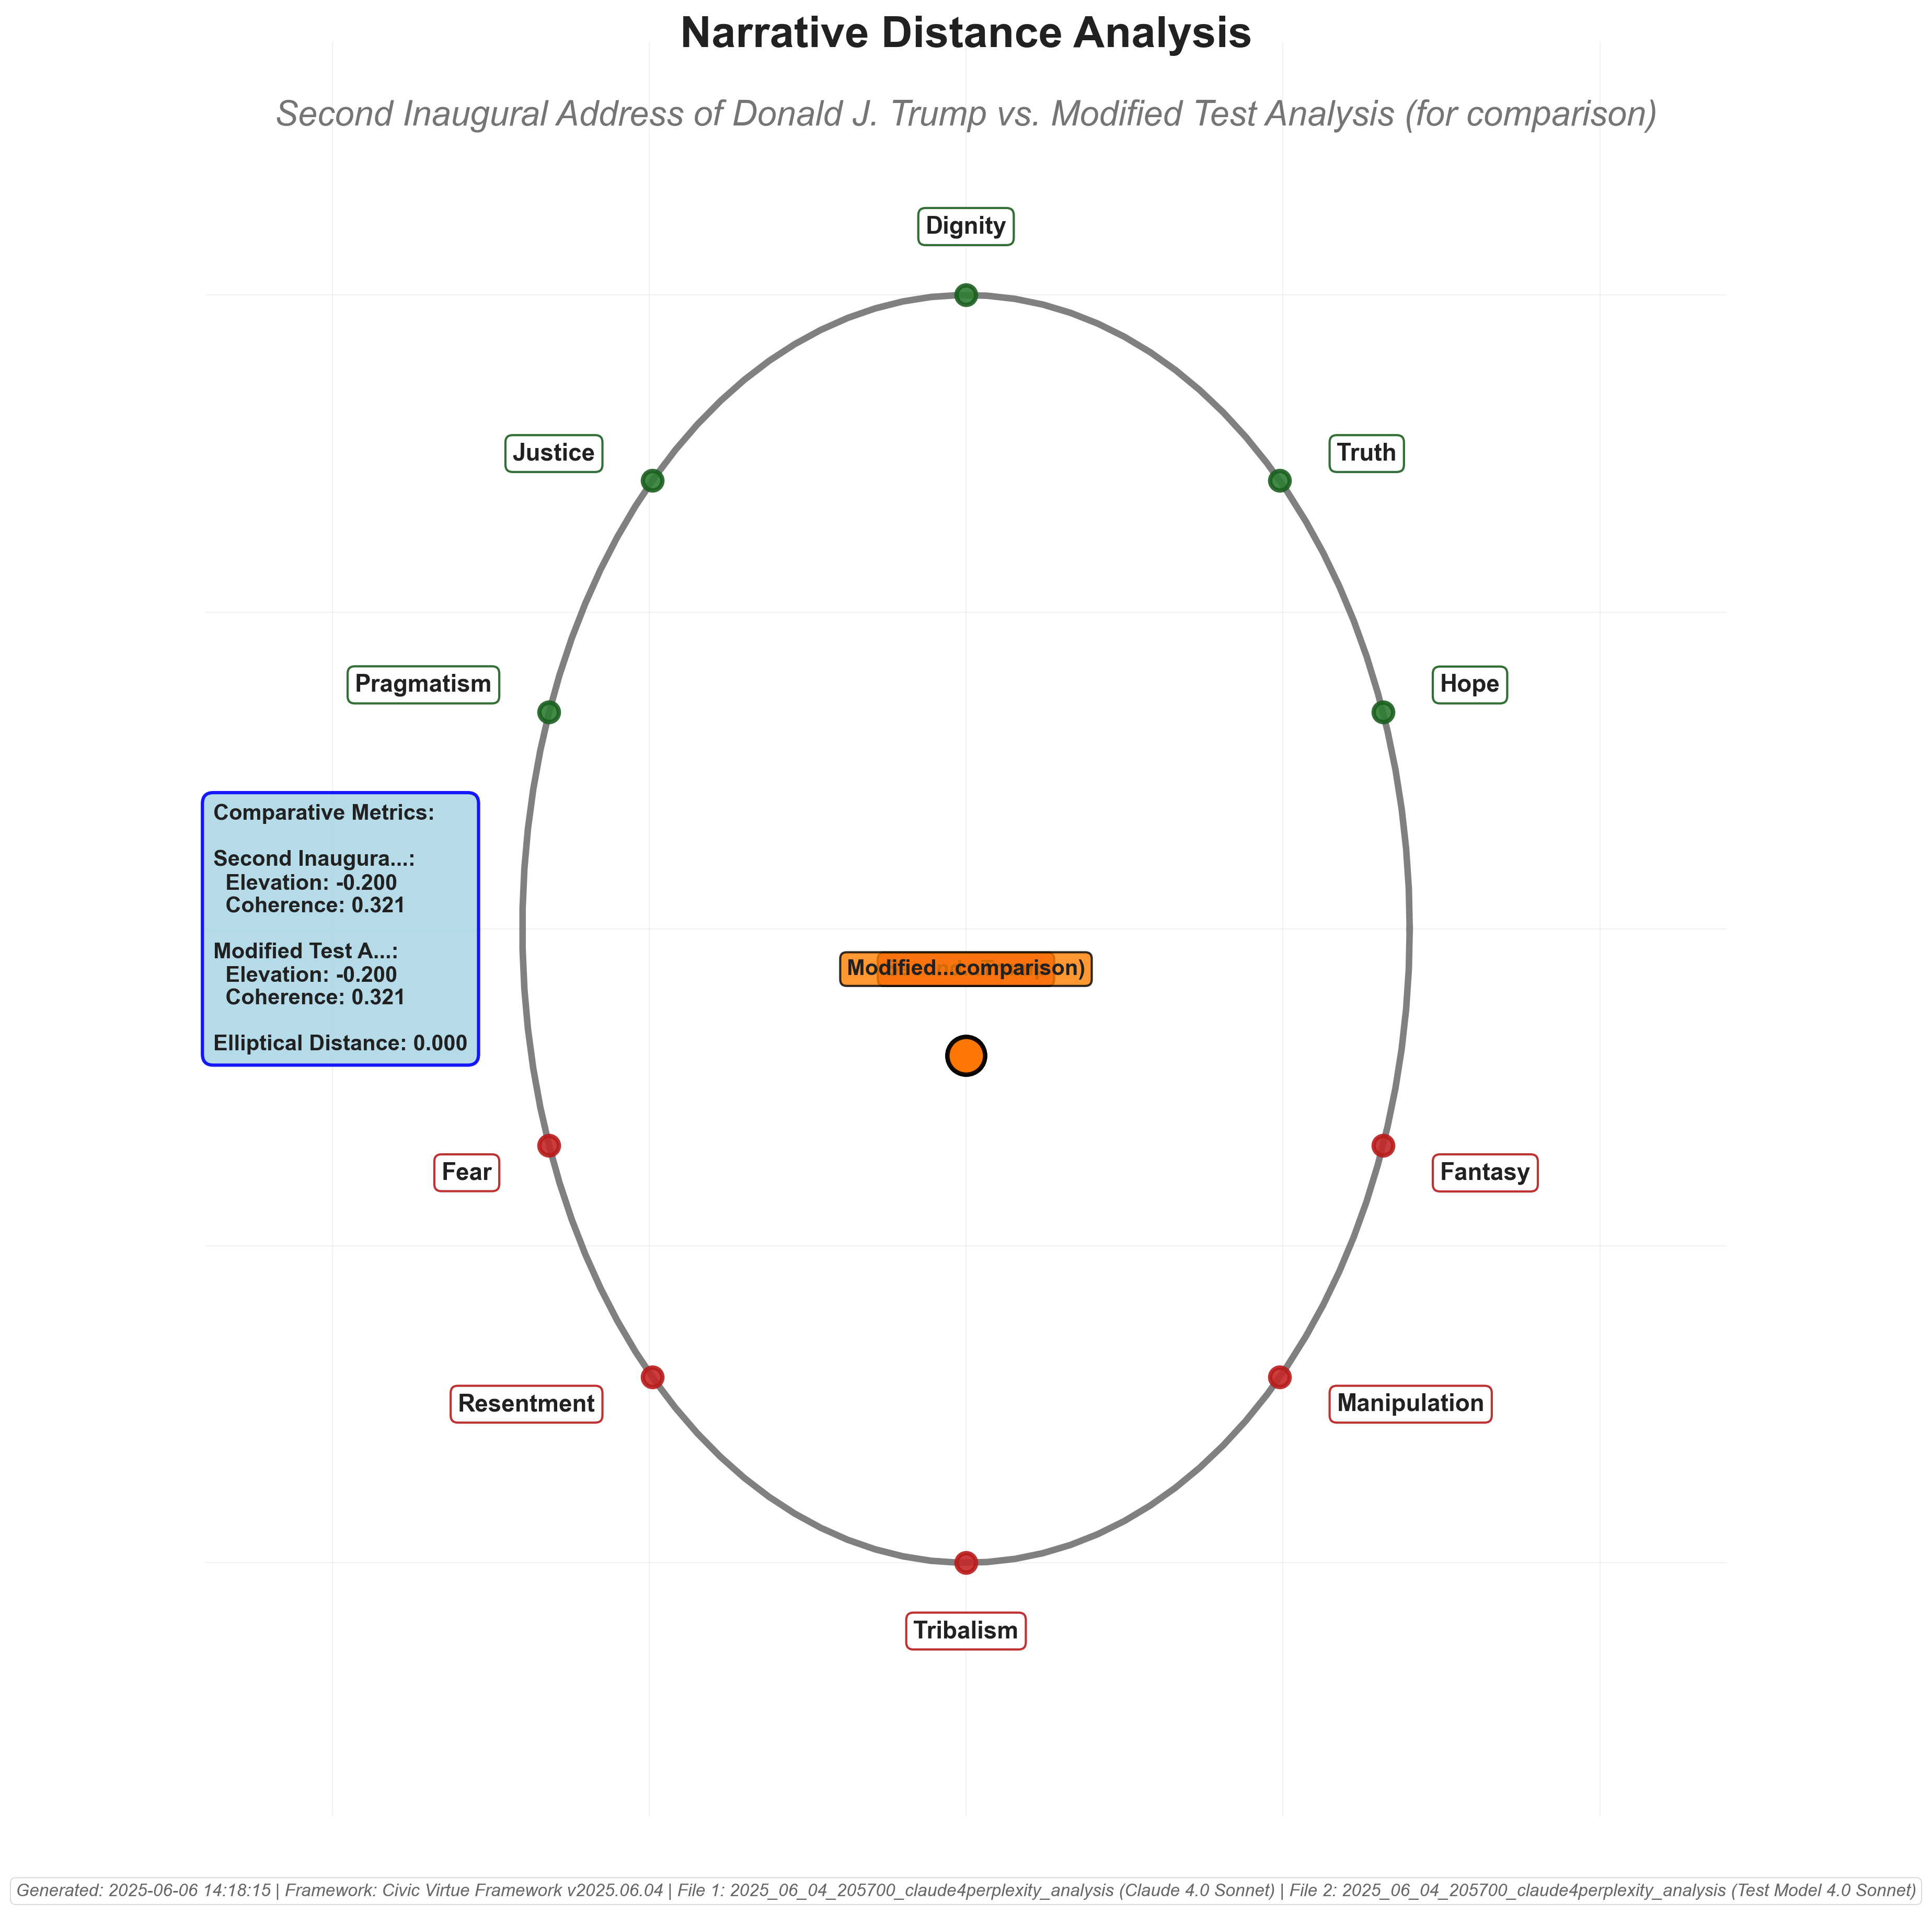 Narrative Distance Analysis
Second Inaugural Address of Donald J. Trump vs. Modified Test Analysis (for comparison)
Dignity
Justice
Truth
Pragmatism
Hope
Comparative Metrics:
Second Inaugura...:
Elevation: -0.200
Coherence: 0.321
Modified Test A...:
Elevation: -0.200
Coherence: 0.321
Elliptical Distance: 0.000
Modified...comparison)
Fear
Fantasy
Resentment
Manipulation
Tribalism
Generated: 2025-06-06 14:18:15 | Framework: Civic Virtue Framework v2025.06.04 | File 1: 2025_06_04_205700_claude4perplexity_analysis (Claude 4.0 Sonnet) | File 2: 2025_06_04_205700_claude4perplexity_analysis (Test Model 4.0 Sonnet)